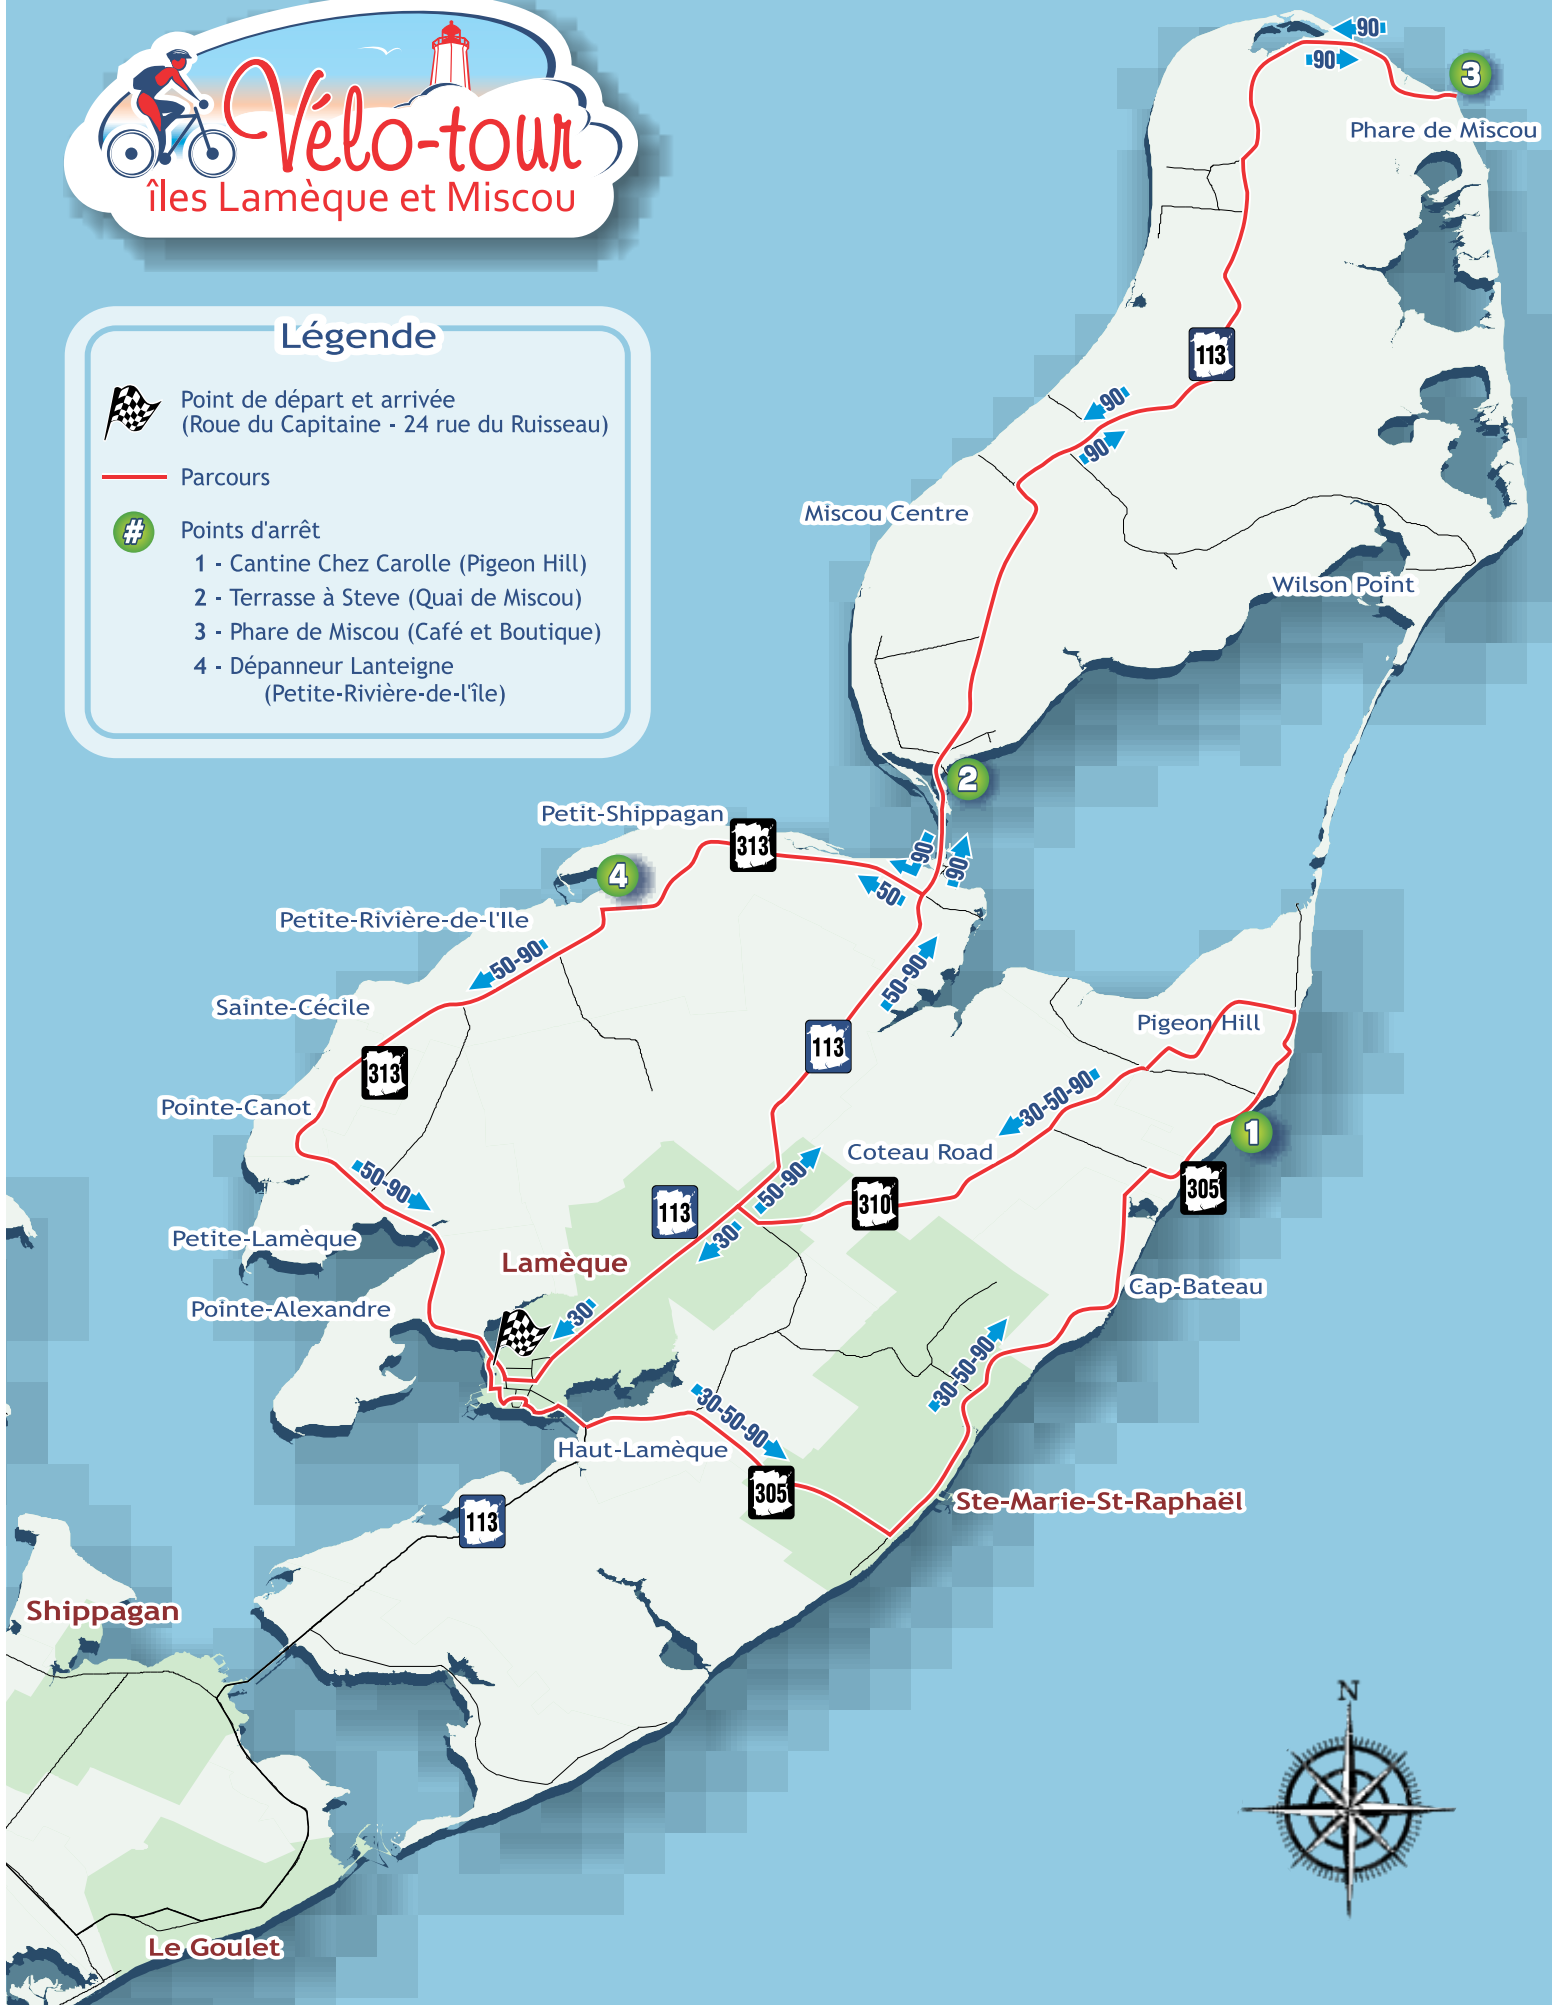 Vélo-tour
îles Lamèque et Miscou
Légende
Point de départ et arrivée
(Roue du Capitaine - 24 rue du Ruisseau)
Parcours
# Points d'arrêt
1 - Cantine Chez Carolle (Pigeon Hill)
2 - Terrasse à Steve (Quai de Miscou)
3 - Phare de Miscou (Café et Boutique)
4 - Dépanneur Lanteigne
(Petite-Rivière-de-l'île)
90
90
3
Phare de Miscou
113
90
90
Miscou Centre
Wilson Point
2
Petit-Shippagan
313
90
90
4
50
Petite-Rivière-de-l'Ile
50-90
50-90
Sainte-Cécile
Pigeon Hill
113
313
30-50-90
Pointe-Canot
1
Coteau Road
50-90
50-90
305
310
113
Petite-Lamèque
30
Lamèque
Cap-Bateau
Pointe-Alexandre
30
30-50-90
30-50-90
Haut-Lamèque
305
Ste-Marie-St-Raphaël
113
Shippagan
N
Le Goulet